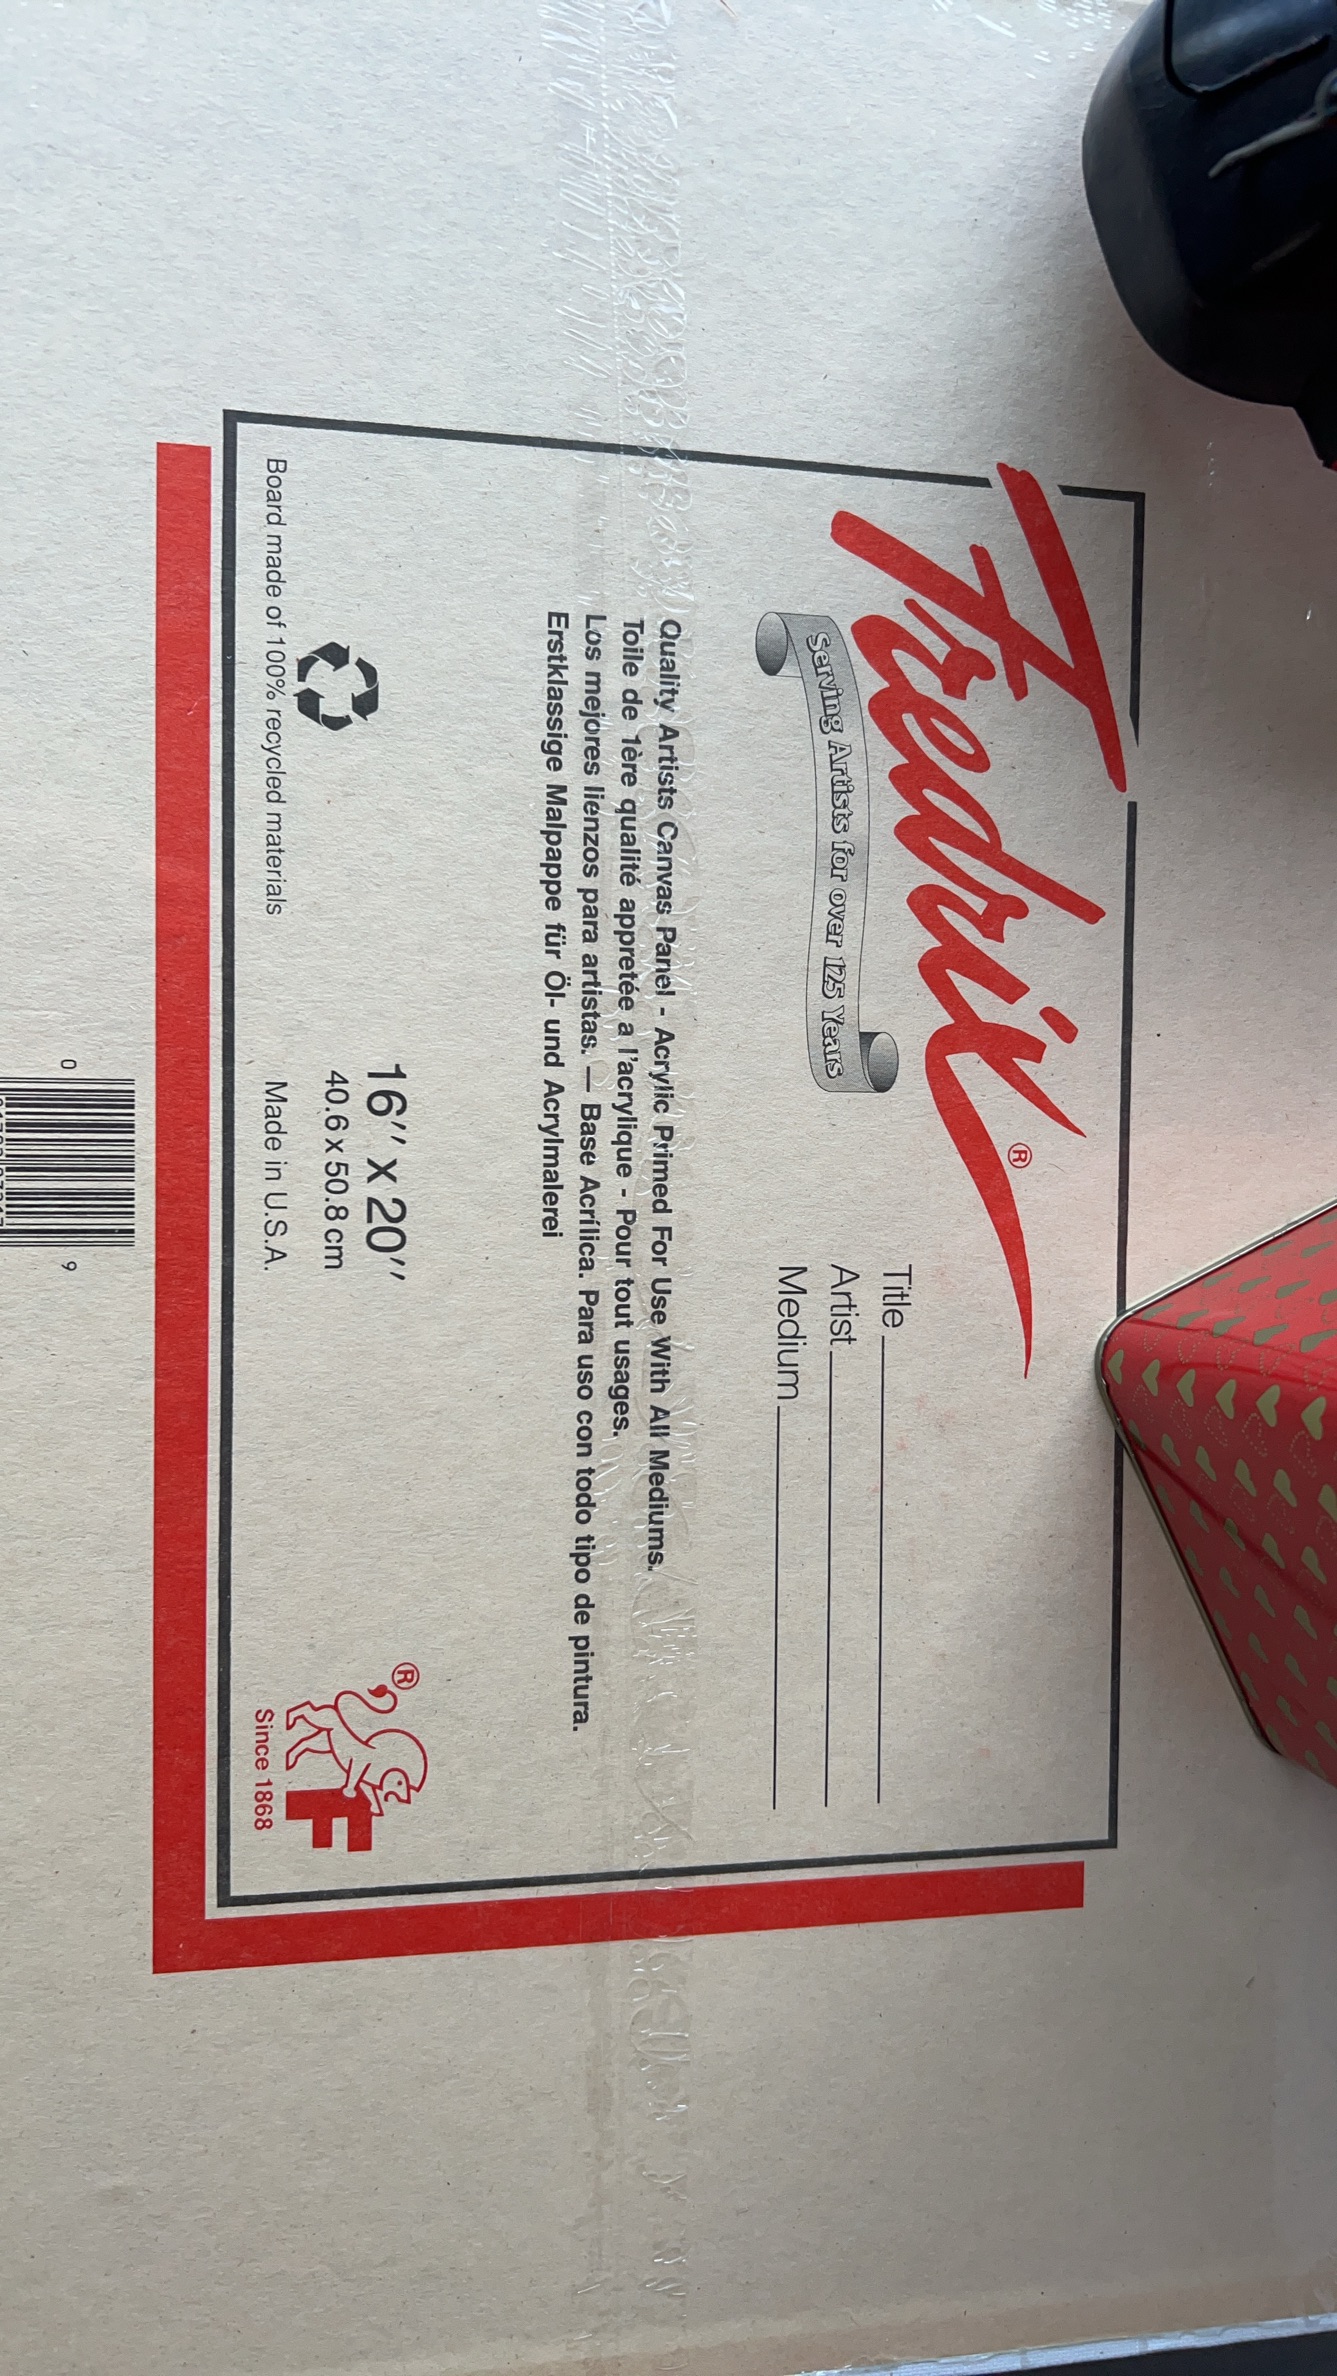 Fredrix®
Serving Artists for over 125 Years
Title
Artist
Medium
Quality Artists Canvas Panel - Acrylic Primed For Use With All Mediums.
Toile de 1ère qualité appretée a l'acrylique - Pour tout usages.
Los mejores lienzos para artistas. — Base Acrílica. Para uso con todo tipo de pintura.
Erstklassige Malpappe für Öl- und Acrylmalerei
16'' x 20''
40.6 x 50.8 cm
Board made of 100% recycled materials
Made in U.S.A.
®
F
Since 1868
0
9